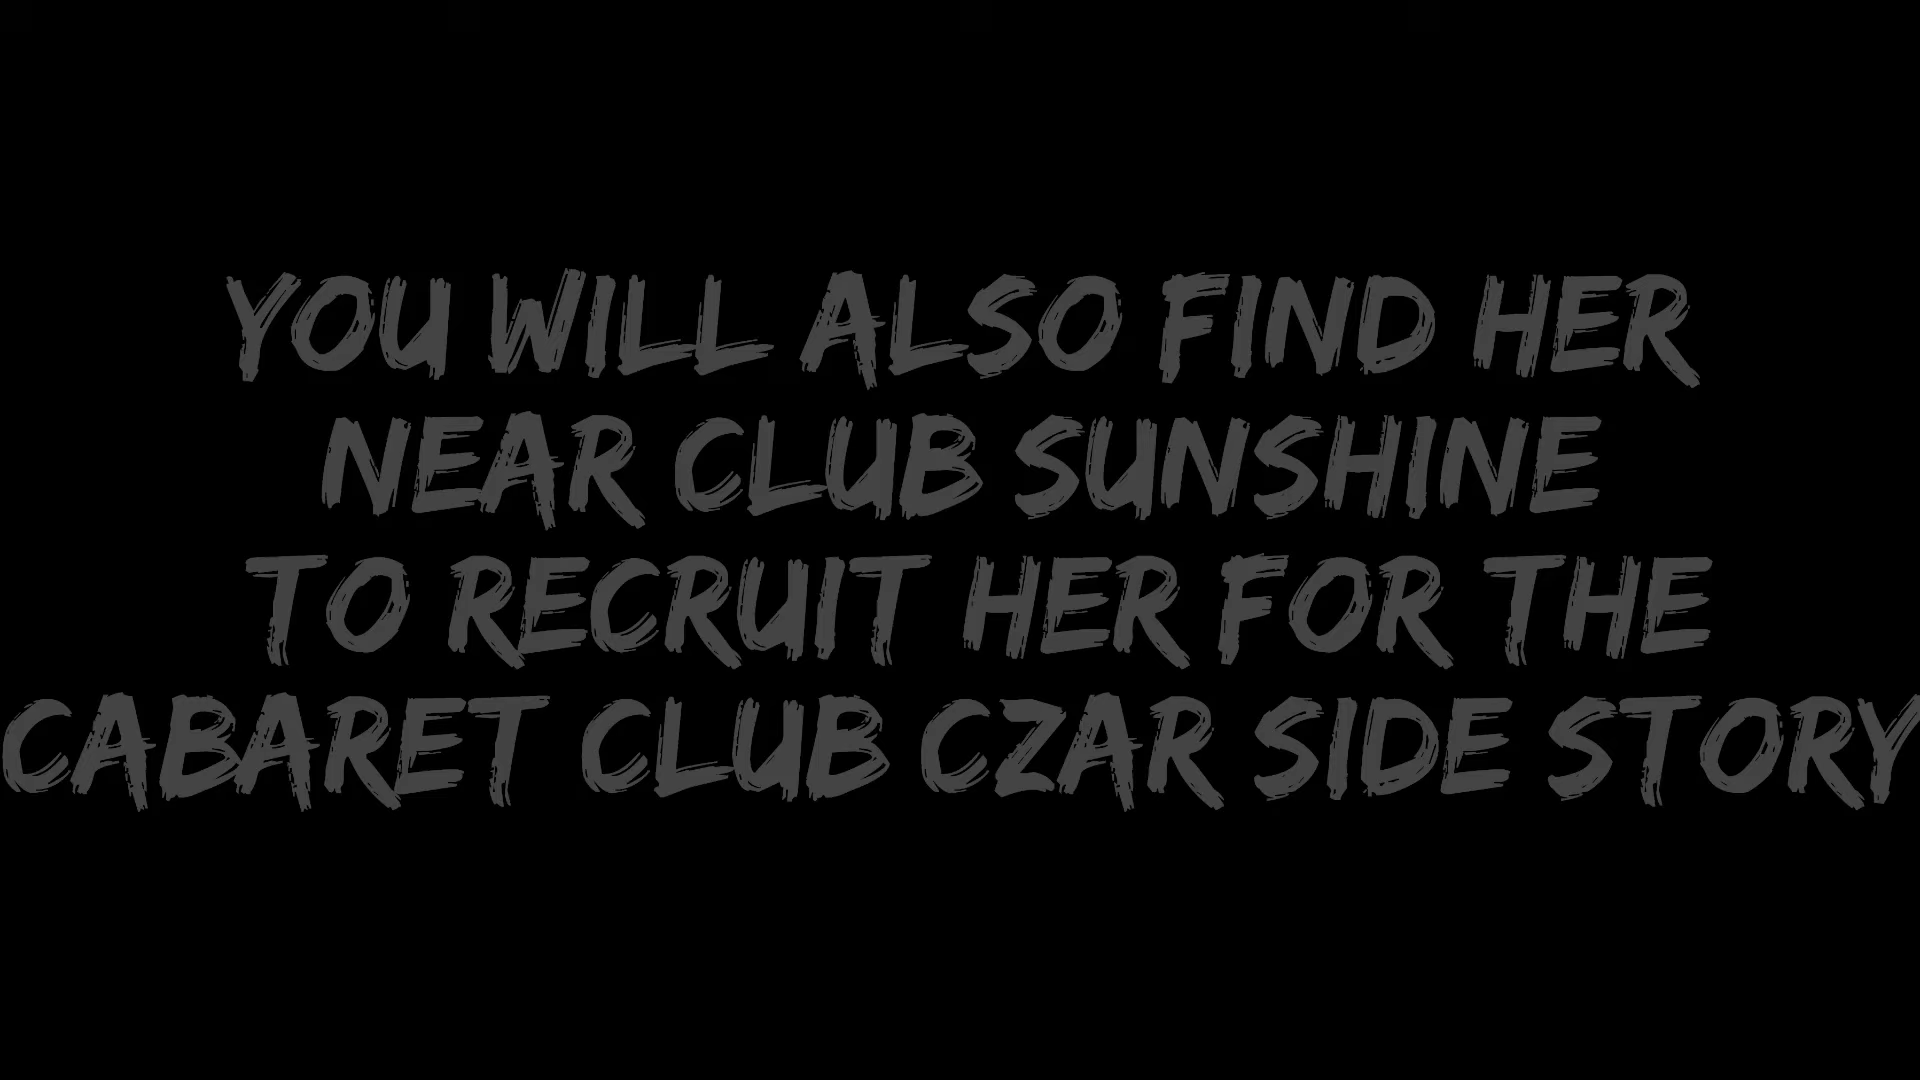 YOU WILL ALSO FIND HER
NEAR CLUB SUNSHINE
TO RECRUIT HER FOR THE
CABARET CLUB CZAR SIDE STORY